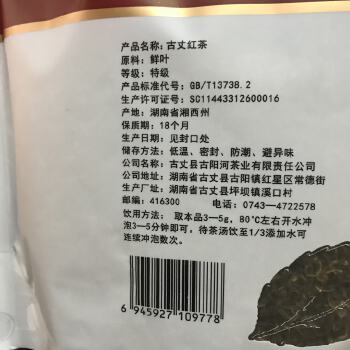 产品名称：古丈红茶
原料：鲜叶
等级：特级
产品标准代号：GB/T13738.2
生产许可证号：SC11443312600016
产地：湖南省湘西州
保质期：18个月
生产日期：见封口处
储存方法：低温、密封、防潮、避异味
公司名称：古丈县古阳河茶业有限责任公司
公司地址：湖南省古丈县古阳镇红星区常德街
生产厂址：湖南省古丈县坪坝镇溪口村
邮编：416300 电话：0743—4722578
饮用方法：取本品3—5g，80℃左右开水冲
泡3—5分钟即可，待茶汤饮至1/3添加水可
连续冲泡数次。
6 945927 109778